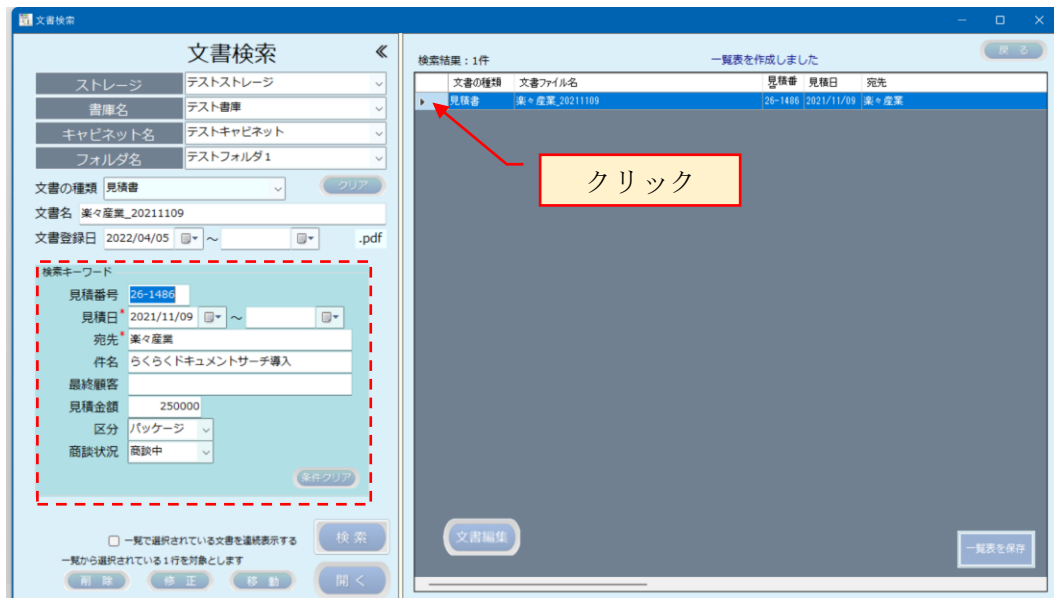 文書検索
文書検索
≪
ストレージ テストストレージ
書庫名 テスト書庫
キャビネット名 テストキャビネット
フォルダ名 テストフォルダ1
文書の種類 見積書 クリア
文書名 楽々産業_20211109
文書登録日 2022/04/05 ～ .pdf
検索キーワード
見積番号 26-1486
見積日* 2021/11/09 ～
宛先* 楽々産業
件名 らくらくドキュメントサーチ導入
最終顧客
見積金額 250000
区分 パッケージ
商談状況 商談中
条件クリア
一覧で選択されている文書を連続表示する
検索
一覧から選択されている1行を対象とします
削除 修正 移動 開く
検索結果：1件 一覧表を作成しました 戻る
文書の種類 文書ファイル名 見積番 見積日 宛先
見積書 楽々産業_20211109 26-1486 2021/11/09 楽々産業
クリック
文書編集
一覧表を保存